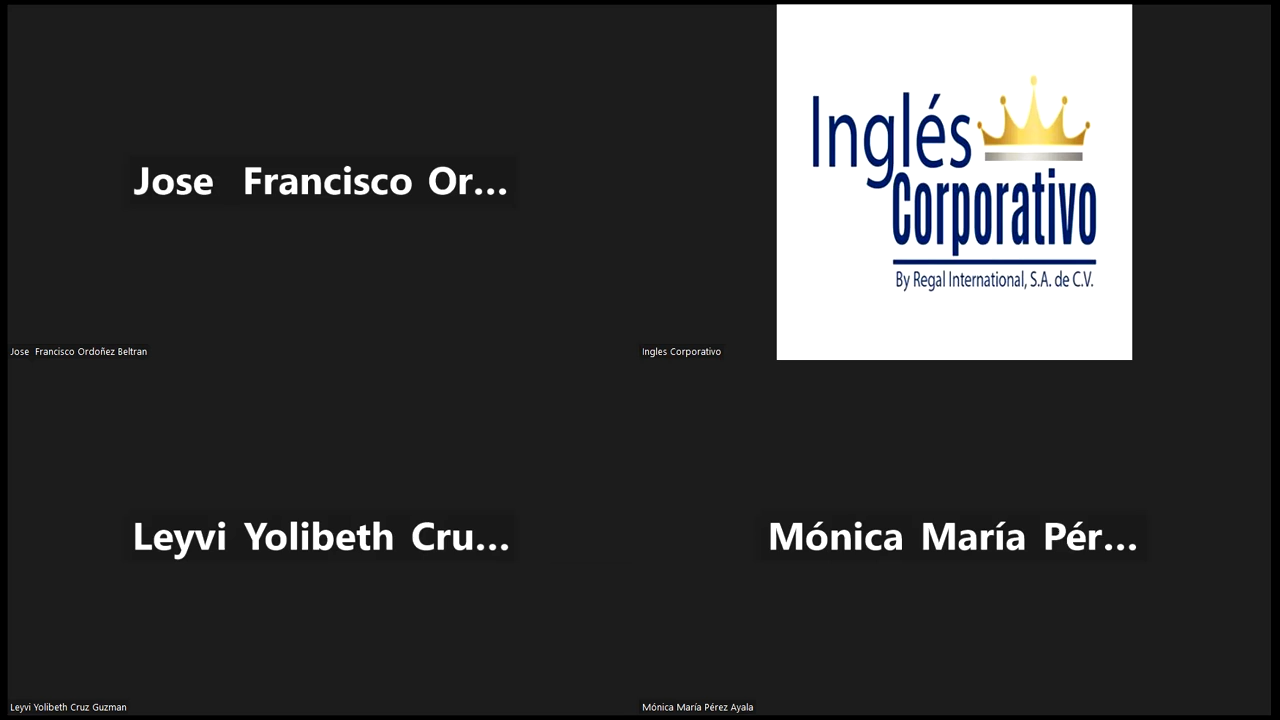 Jose  Francisco Or...
Jose  Francisco Ordoñez Beltran
Inglés
Corporativo
By Regal International, S.A. de C.V.
Ingles Corporativo
Leyvi Yolibeth Cru...
Leyvi Yolibeth Cruz Guzman
Mónica María Pér...
Mónica María Pérez Ayala